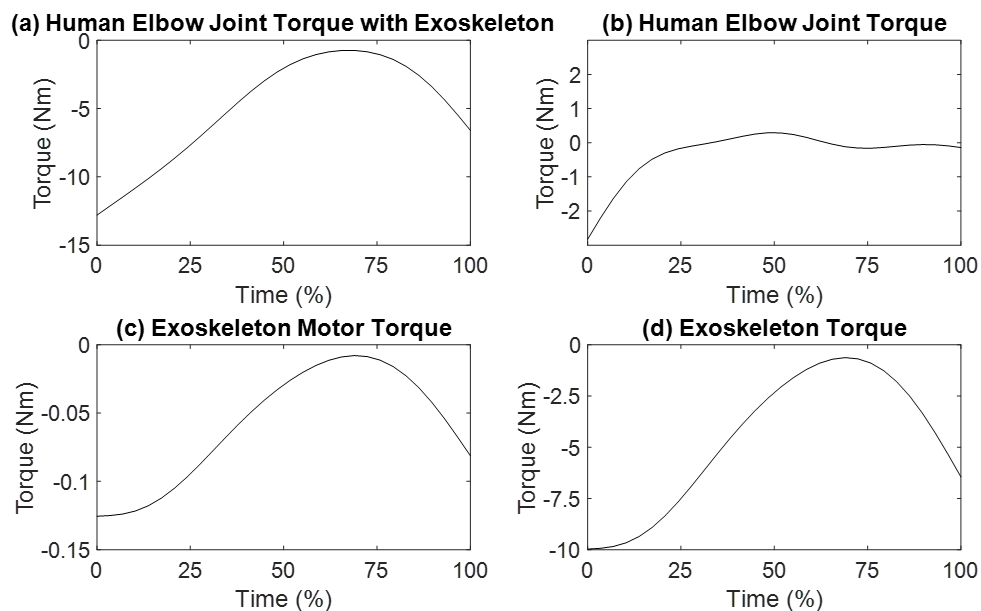 (a) Human Elbow Joint Torque with Exoskeleton
0
-5
-10
-15
Torque (Nm)
0 25 50 75 100
Time (%)
(b) Human Elbow Joint Torque
2
1
0
-1
-2
Torque (Nm)
0 25 50 75 100
Time (%)
(c) Exoskeleton Motor Torque
0
-0.05
-0.1
-0.15
Torque (Nm)
0 25 50 75 100
Time (%)
(d) Exoskeleton Torque
0
-2.5
-5
-7.5
-10
Torque (Nm)
0 25 50 75 100
Time (%)